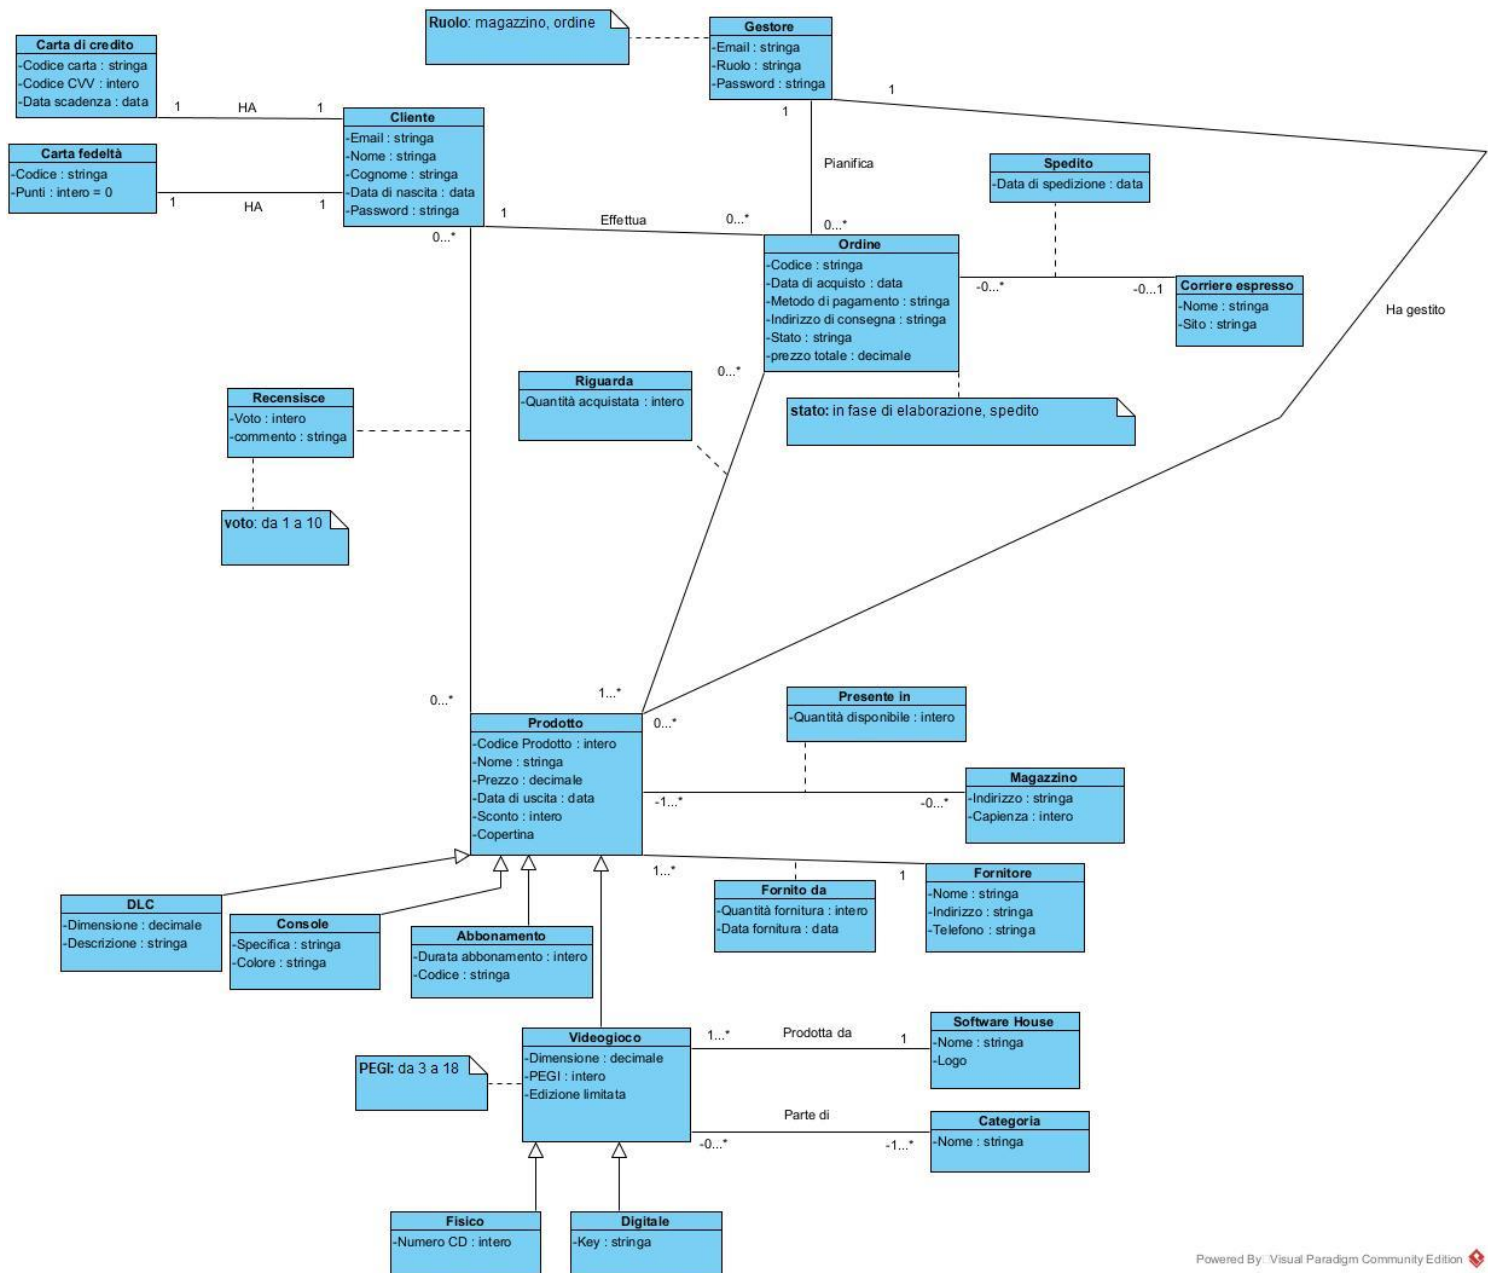 Ruolo: magazzino, ordine
Gestore
-Email : stringa
-Ruolo : stringa
-Password : stringa
Carta di credito
-Codice carta : stringa
-Codice CVV : intero
-Data scadenza : data
1
HA
1
1
1
Cliente
-Email : stringa
-Nome : stringa
-Cognome : stringa
-Data di nascita : data
-Password : stringa
Carta fedeltà
-Codice : stringa
-Punti : intero = 0
1
HA
1
Pianifica
Spedito
-Data di spedizione : data
1
Effettua
0...*
0...*
0...*
Ordine
-Codice : stringa
-Data di acquisto : data
-Metodo di pagamento : stringa
-Indirizzo di consegna : stringa
-Stato : stringa
-prezzo totale : decimale
-0...*
-0...1
Corriere espresso
-Nome : stringa
-Sito : stringa
Ha gestito
0...*
Riguarda
-Quantità acquistata : intero
stato: in fase di elaborazione, spedito
Recensisce
-Voto : intero
-commento : stringa
voto: da 1 a 10
0...*
1...*
0...*
Prodotto
-Codice Prodotto : intero
-Nome : stringa
-Prezzo : decimale
-Data di uscita : data
-Sconto : intero
-Copertina
Presente in
-Quantità disponibile : intero
-1...*
-0...*
Magazzino
-Indirizzo : stringa
-Capienza : intero
1...*
1
Fornito da
-Quantità fornitura : intero
-Data fornitura : data
Fornitore
-Nome : stringa
-Indirizzo : stringa
-Telefono : stringa
DLC
-Dimensione : decimale
-Descrizione : stringa
Console
-Specifica : stringa
-Colore : stringa
Abbonamento
-Durata abbonamento : intero
-Codice : stringa
Videogioco
-Dimensione : decimale
-PEGI : intero
-Edizione limitata
PEGI: da 3 a 18
1...*
Prodotta da
1
Software House
-Nome : stringa
-Logo
Parte di
-0...*
-1...*
Categoria
-Nome : stringa
Fisico
-Numero CD : intero
Digitale
-Key : stringa
Powered By Visual Paradigm Community Edition